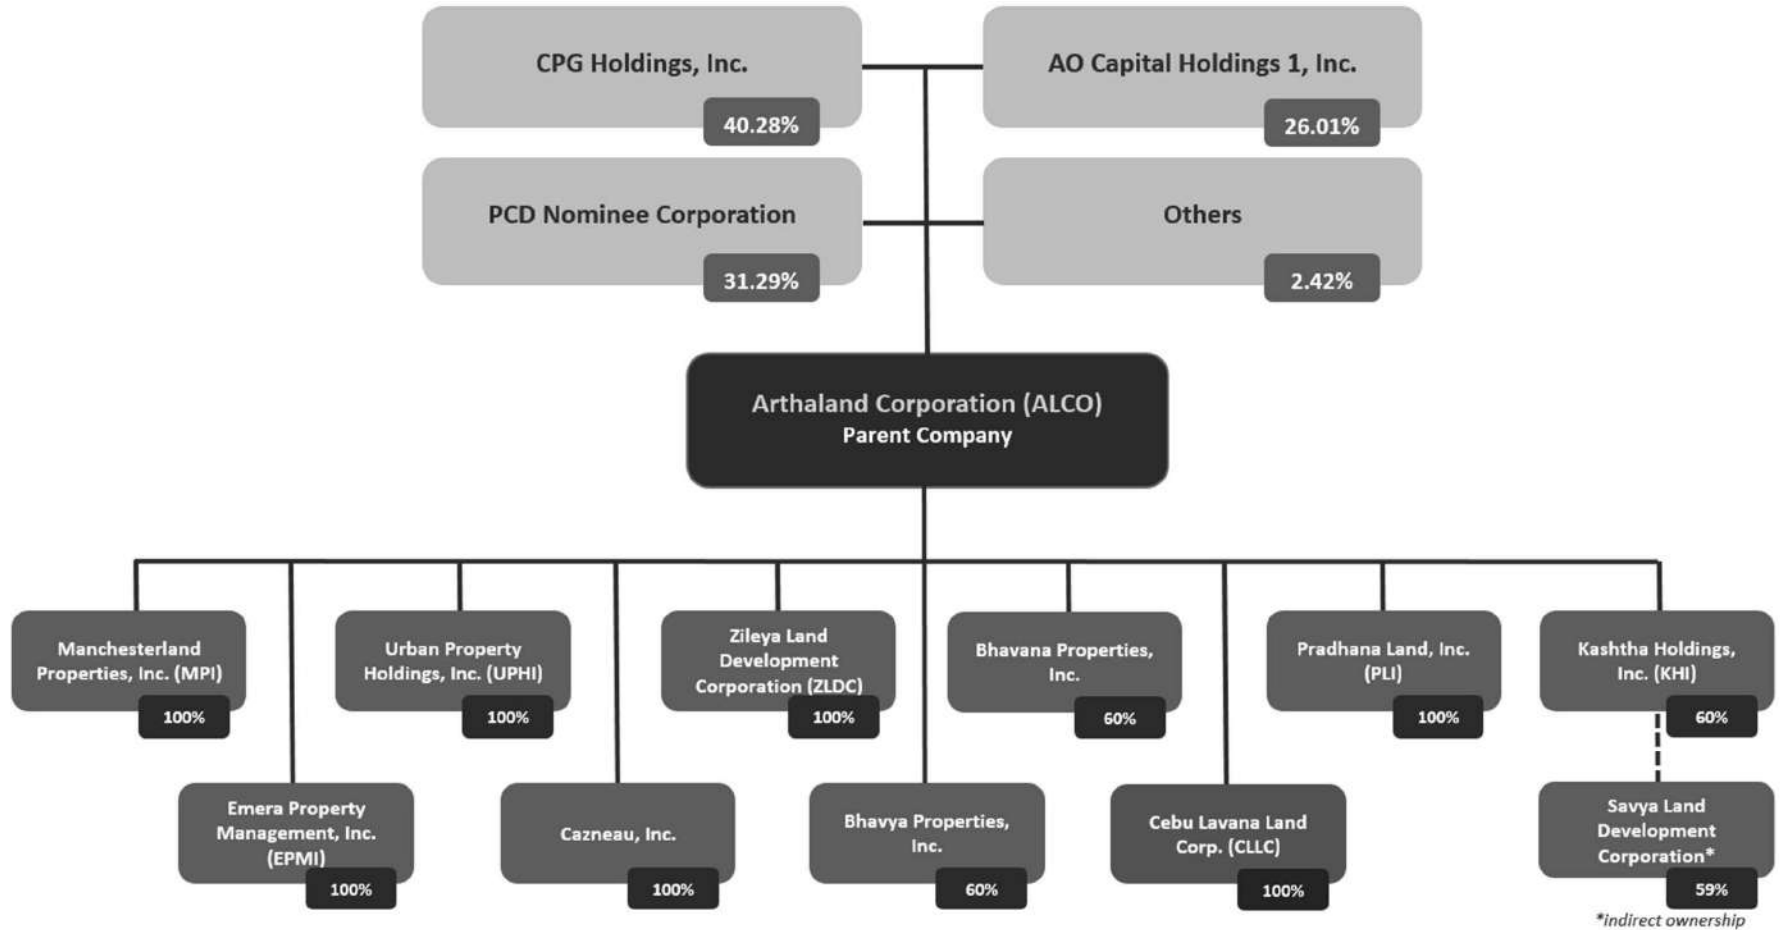 CPG Holdings, Inc.
40.28%
AO Capital Holdings 1, Inc.
26.01%
PCD Nominee Corporation
31.29%
Others
2.42%
Arthaland Corporation (ALCO)
Parent Company
Manchesterland
Properties, Inc. (MPI)
100%
Urban Property
Holdings, Inc. (UPHI)
100%
Zileya Land
Development
Corporation (ZLDC)
100%
Bhavana Properties,
Inc.
60%
Pradhana Land, Inc.
(PLI)
100%
Kashtha Holdings,
Inc. (KHI)
60%
Emera Property
Management, Inc.
(EPMI)
100%
Cazneau, Inc.
100%
Bhavya Properties,
Inc.
60%
Cebu Lavana Land
Corp. (CLLC)
100%
Savya Land
Development
Corporation*
59%
*indirect ownership